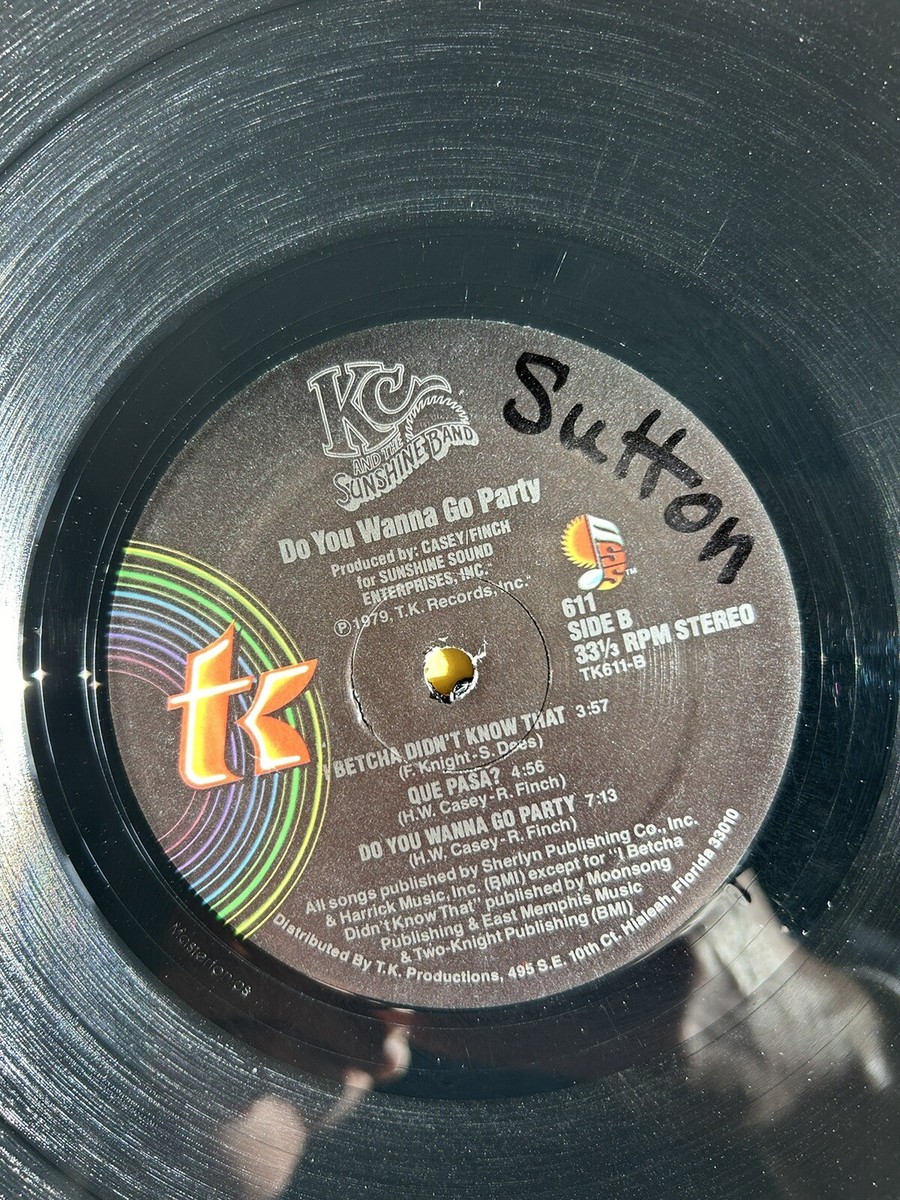 KC
AND THE
SUNSHINE BAND
Sutton
Do You Wanna Go Party
Produced by: CASEY/FINCH
for SUNSHINE SOUND
ENTERPRISES, INC.
Ⓟ1979, T.K. Records, Inc.
SS
TM
611
SIDE B
33⅓ RPM STEREO
TK611-B
tk
I BETCHA DIDN'T KNOW THAT 3:57
(F. Knight-S. Dees)
QUE PASA? 4:56
(H.W. Casey-R. Finch)
DO YOU WANNA GO PARTY 7:13
(H.W. Casey-R. Finch)
All songs published by Sherlyn Publishing Co., Inc.
& Harrick Music, Inc. (BMI) except for "I Betcha
Didn't Know That" published by Moonsong
Publishing & East Memphis Music
& Two-Knight Publishing (BMI)
Distributed By T.K. Productions, 495 S.E. 10th Ct. Hialeah, Florida 33010